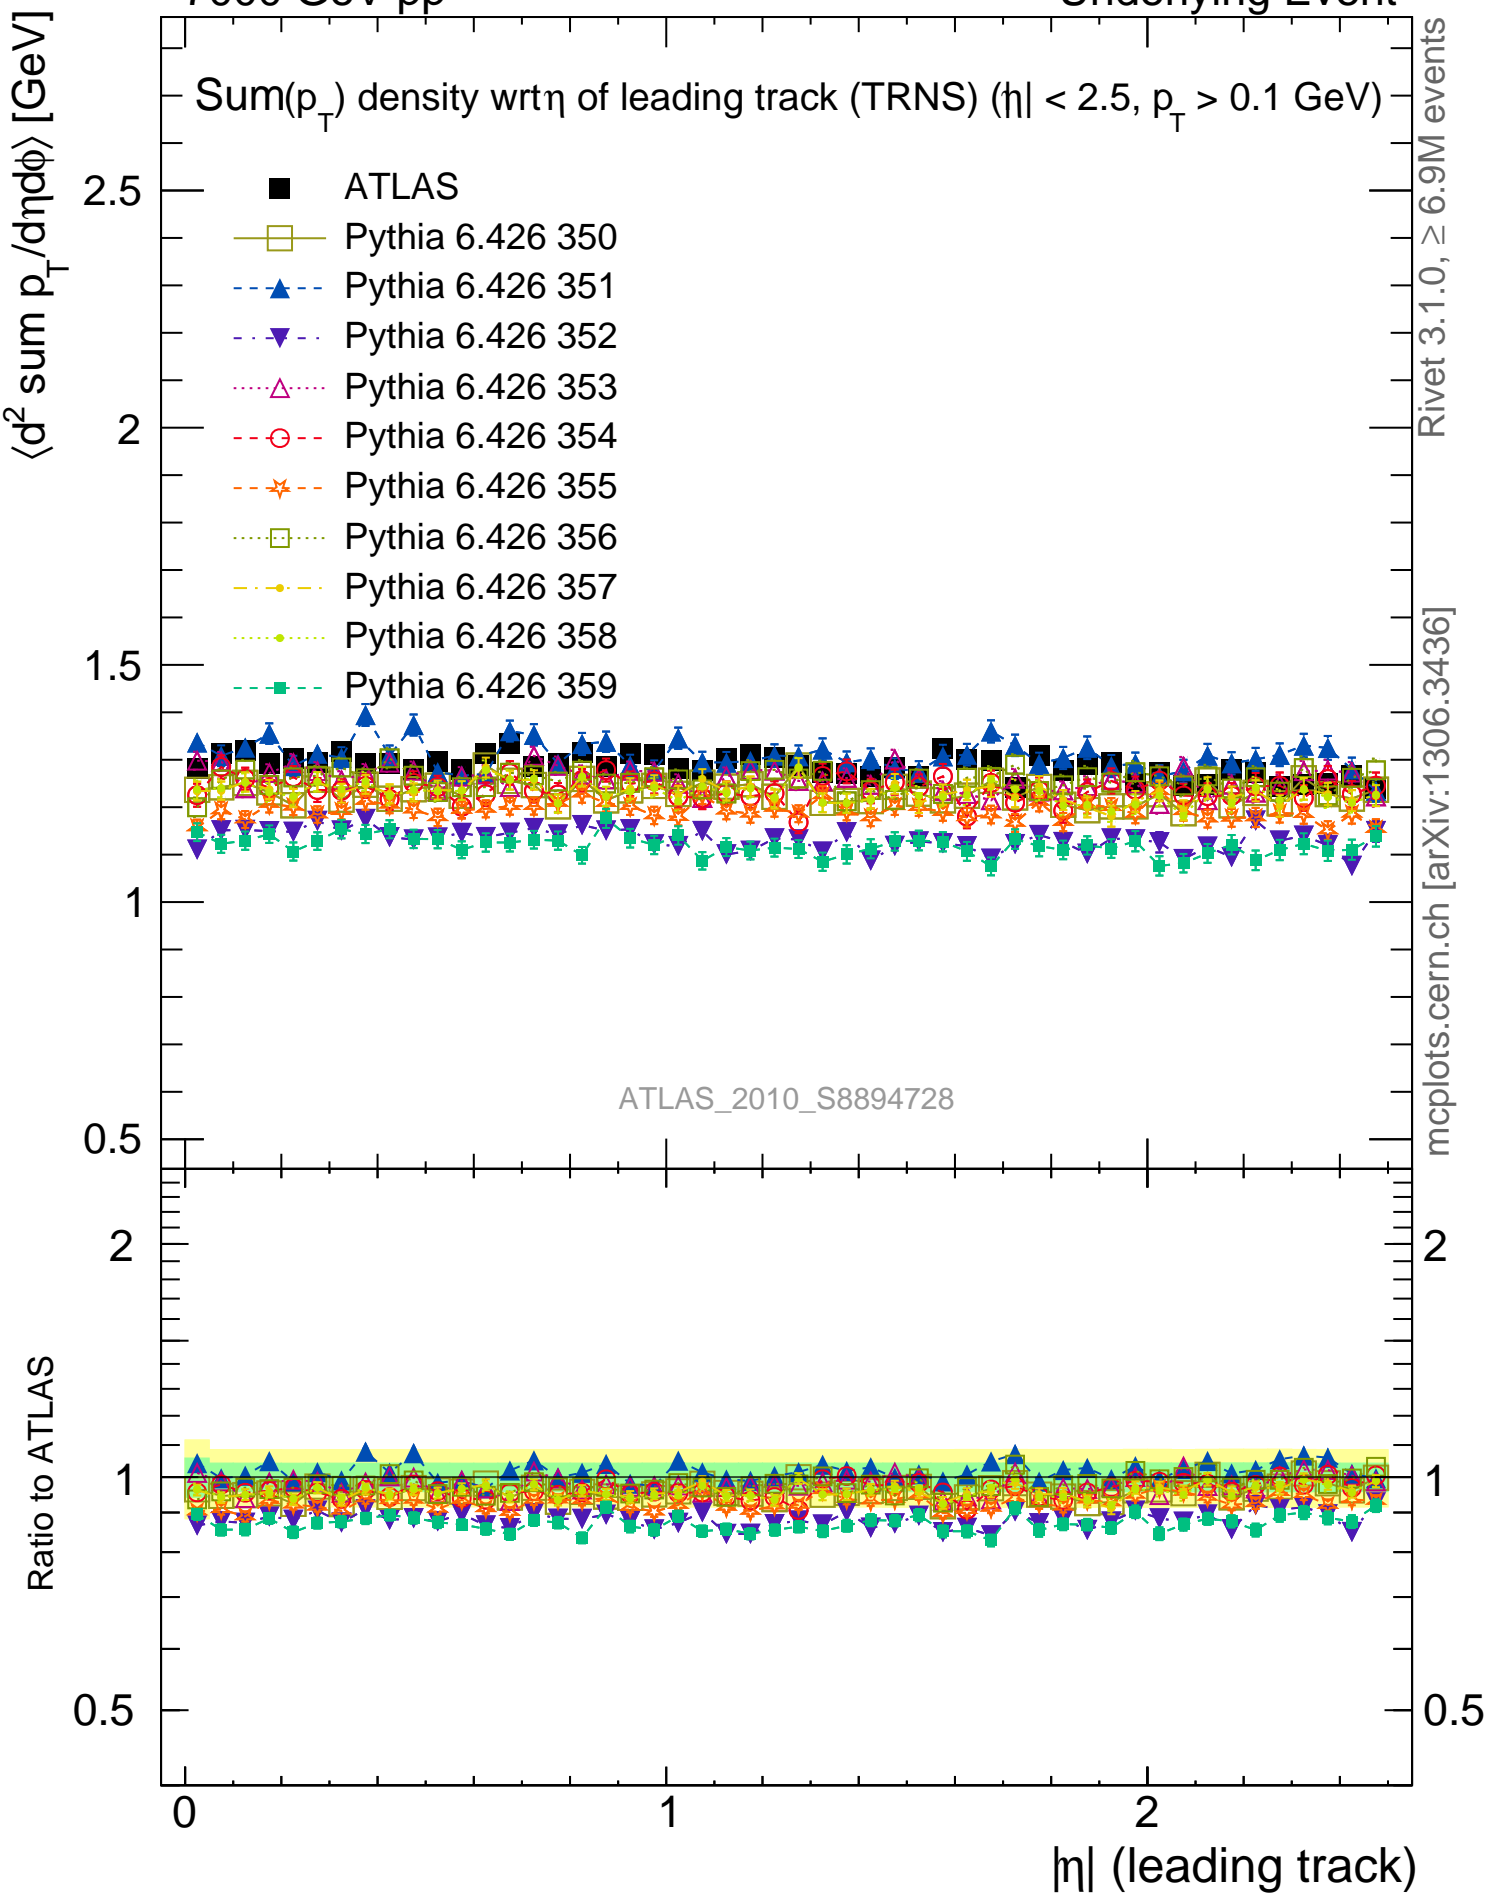 7000 GeV pp
Underlying Event
Sum(p_T) density wrt η of leading track (TRNS) (|η| < 2.5, p_T > 0.1 GeV)
⟨d² sum p_T/dηdϕ⟩ [GeV]
ATLAS
Pythia 6.426 350
Pythia 6.426 351
Pythia 6.426 352
Pythia 6.426 353
Pythia 6.426 354
Pythia 6.426 355
Pythia 6.426 356
Pythia 6.426 357
Pythia 6.426 358
Pythia 6.426 359
2.5
2
1.5
1
0.5
ATLAS_2010_S8894728
Rivet 3.1.0, ≥ 6.9M events
mcplots.cern.ch [arXiv:1306.3436]
Ratio to ATLAS
2
1
0.5
2
1
0.5
0
1
2
|η| (leading track)